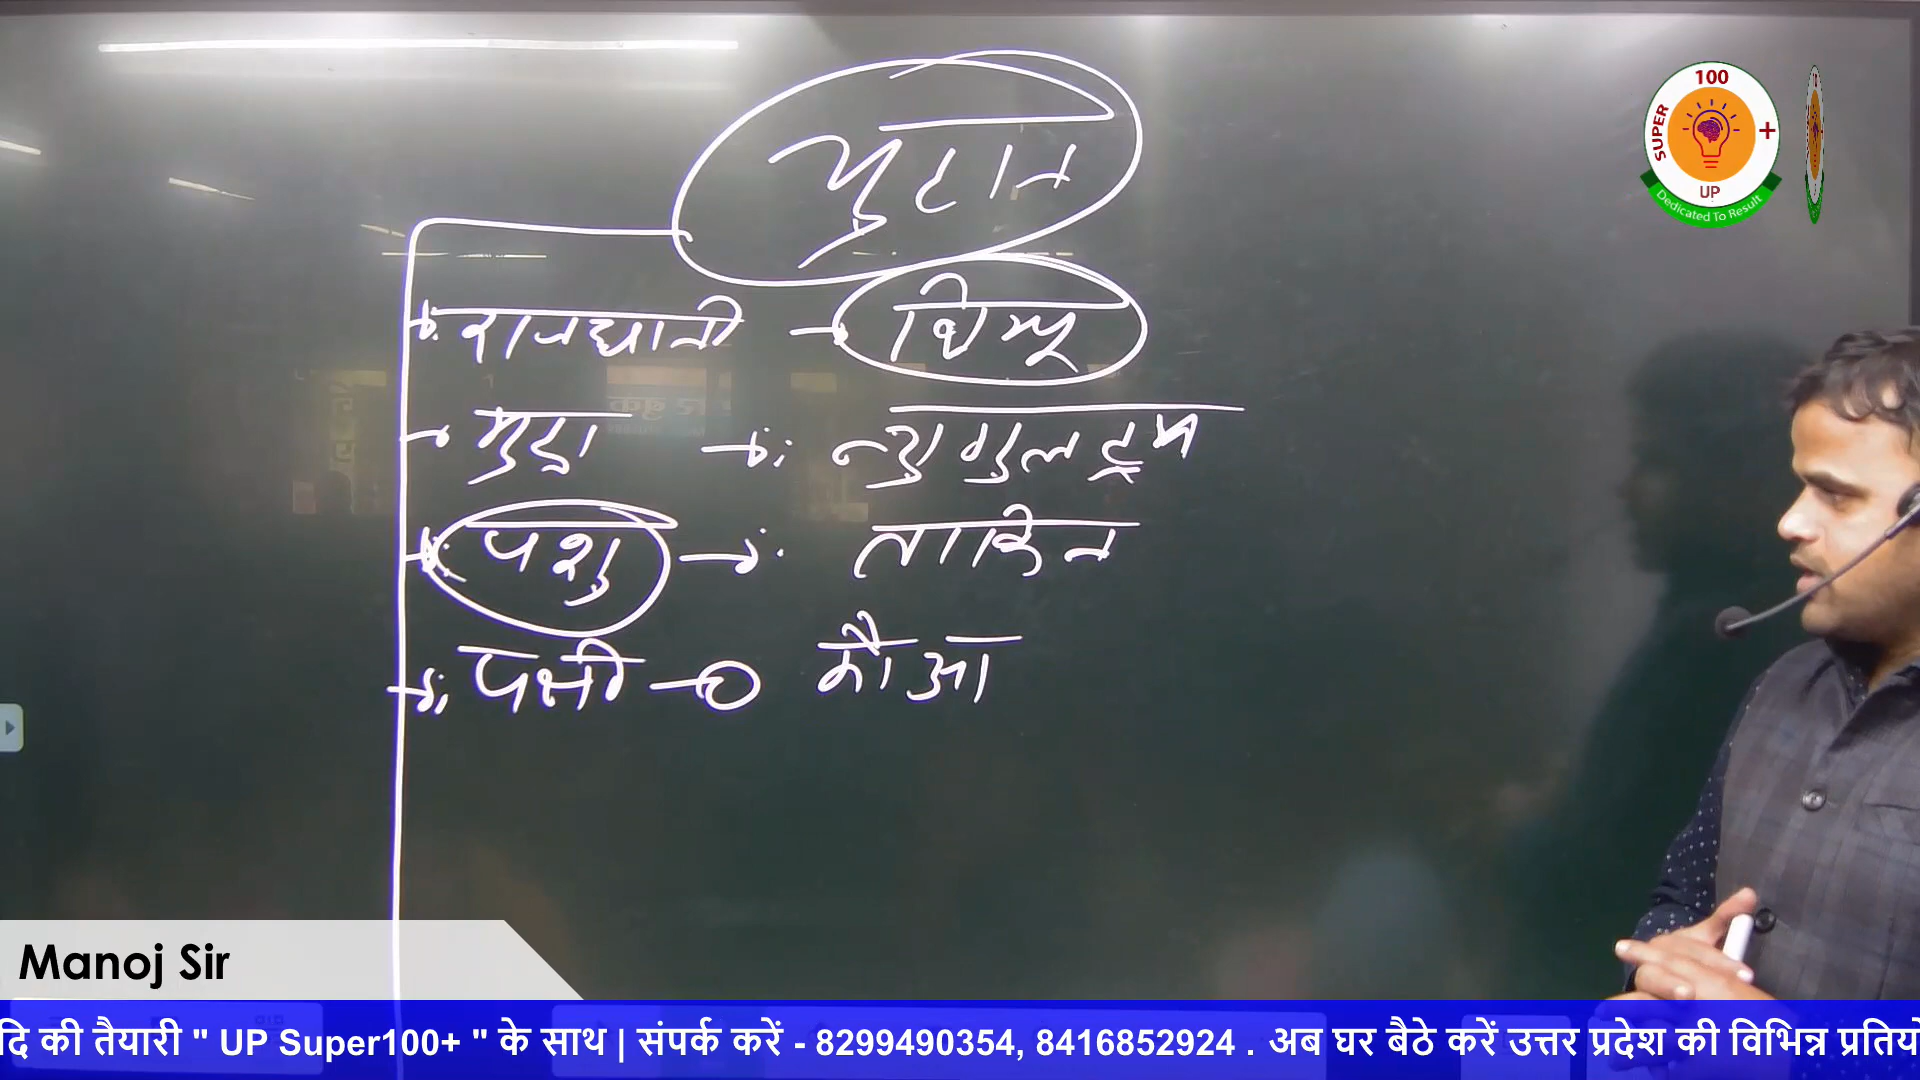 भुटान
राजधानी → थिम्पू
मुद्रा → न्युगुलट्रम
पशु → ताकिन
पक्षी → कौआ
100
SUPER +
UP
Dedicated To Result
Manoj Sir
दि की तैयारी " UP Super100+ " के साथ | संपर्क करें - 8299490354, 8416852924 . अब घर बैठे करें उत्तर प्रदेश की विभिन्न प्रतियो